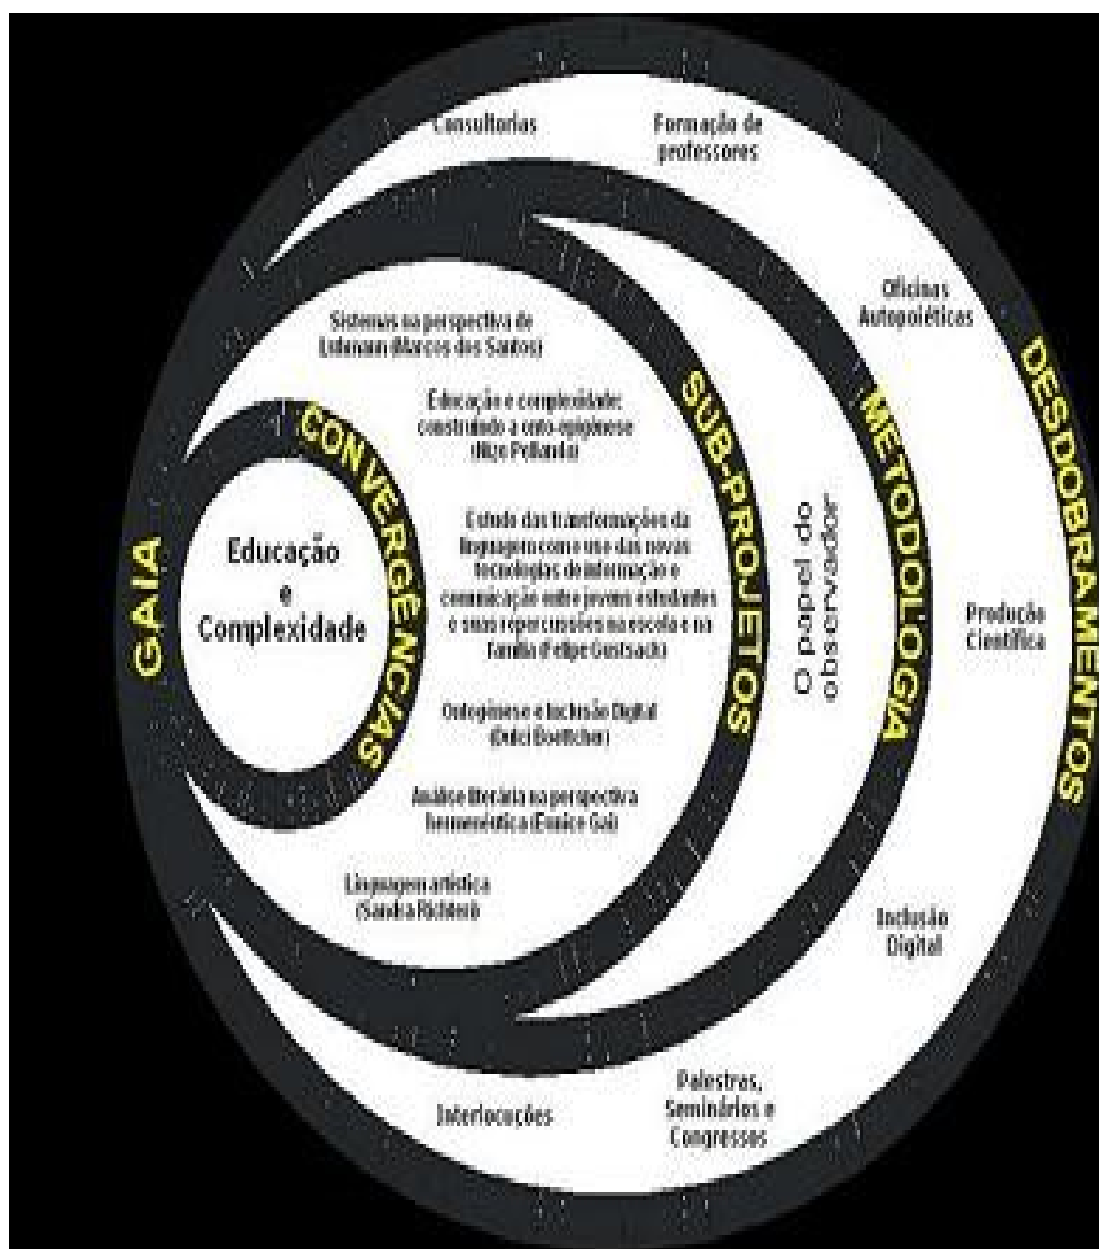 Consultorias
Formação de
professores
Oficinas
Autopoiéticas
Sistemas na perspectiva de
Luhmann (Marcos dos Santos)
Educação e complexidade:
construindo a onto-epigênese
(Nize Pellanda)
Estudo das transformações da
linguagem com o uso das novas
tecnologias de informação e
comunicação entre jovens estudantes
e suas repercussões na escola e na
família (Felipe Gustsack)
Ontogênese e Inclusão Digital
(Dulci Boettcher)
Análise literária na perspectiva
hermenêutica (Eunice Gai)
Linguagem artística
(Sandra Richter)
GAIA
Educação
e
Complexidade
CONVERGÊNCIAS
SUB-PROJETOS
O papel do
observador
METODOLOGIA
Produção
Científica
DESDOBRAMENTOS
Inclusão
Digital
Palestras,
Seminários e
Congressos
Interlocuções